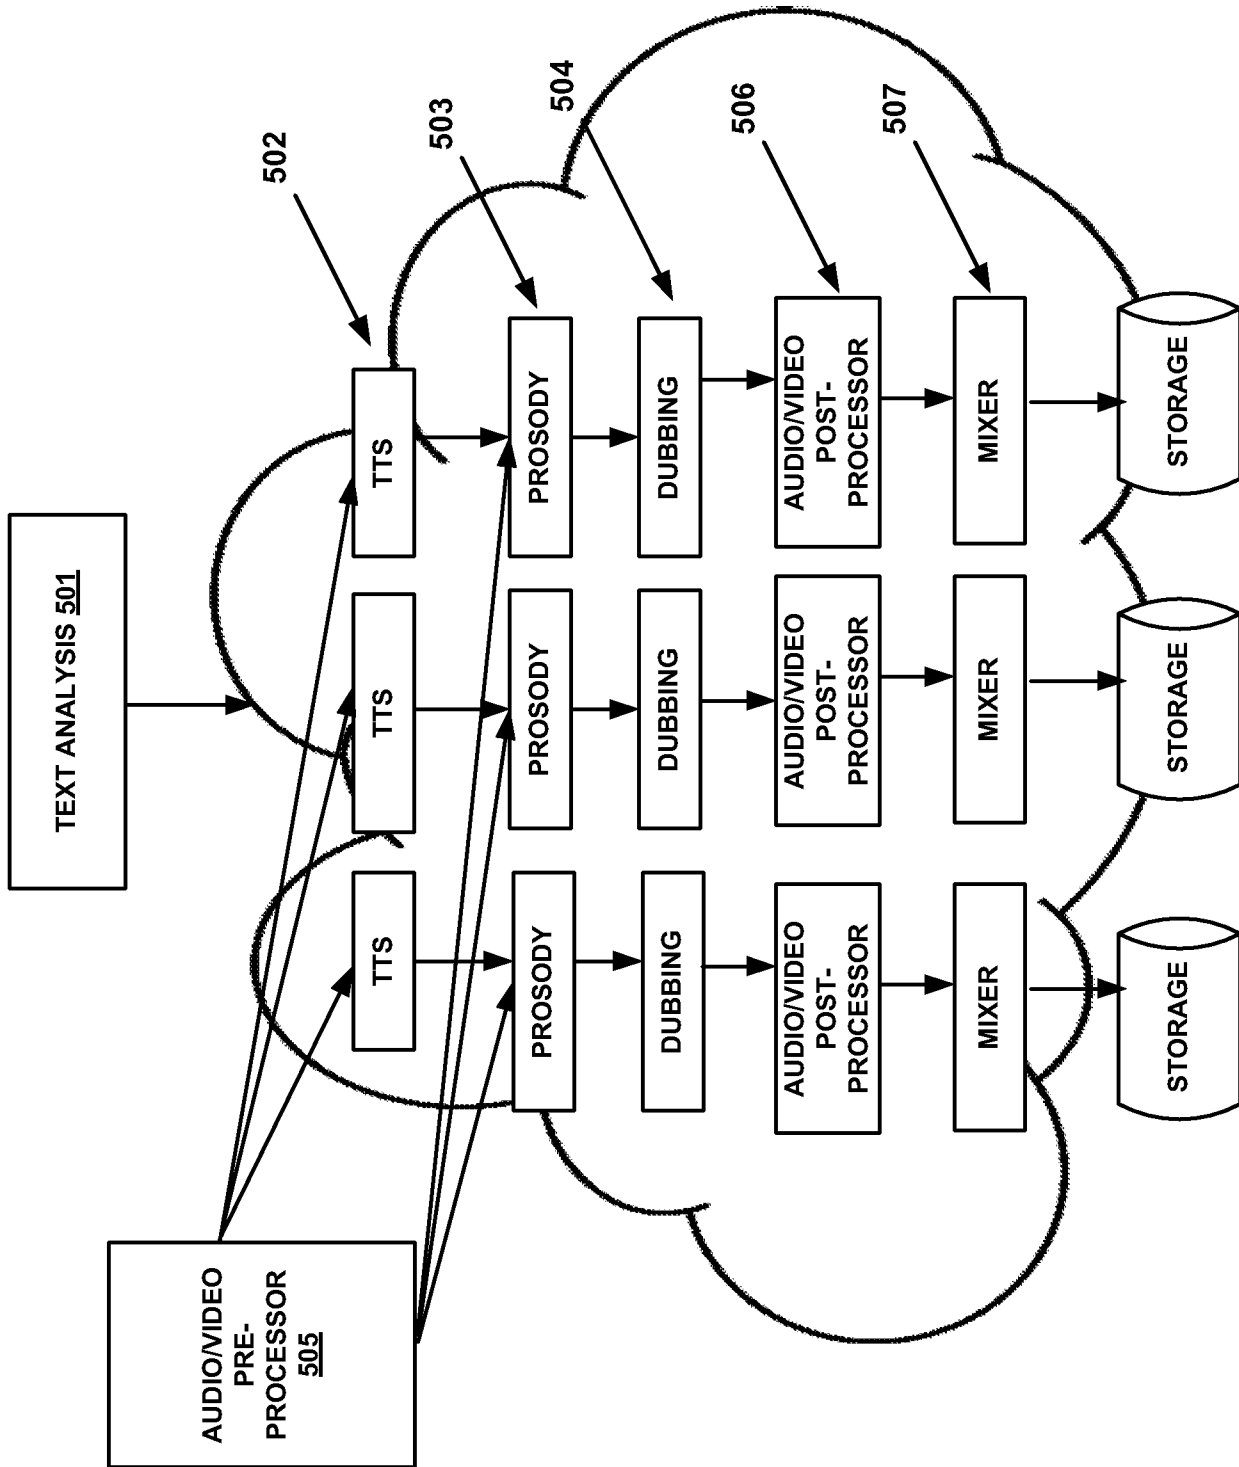 TEXT ANALYSIS 501
AUDIO/VIDEO
PRE-
PROCESSOR
505
502
TTS
TTS
TTS
503
PROSODY
PROSODY
PROSODY
504
DUBBING
DUBBING
DUBBING
506
AUDIO/VIDEO
POST-
PROCESSOR
AUDIO/VIDEO
POST-
PROCESSOR
AUDIO/VIDEO
POST-
PROCESSOR
507
MIXER
MIXER
MIXER
STORAGE
STORAGE
STORAGE